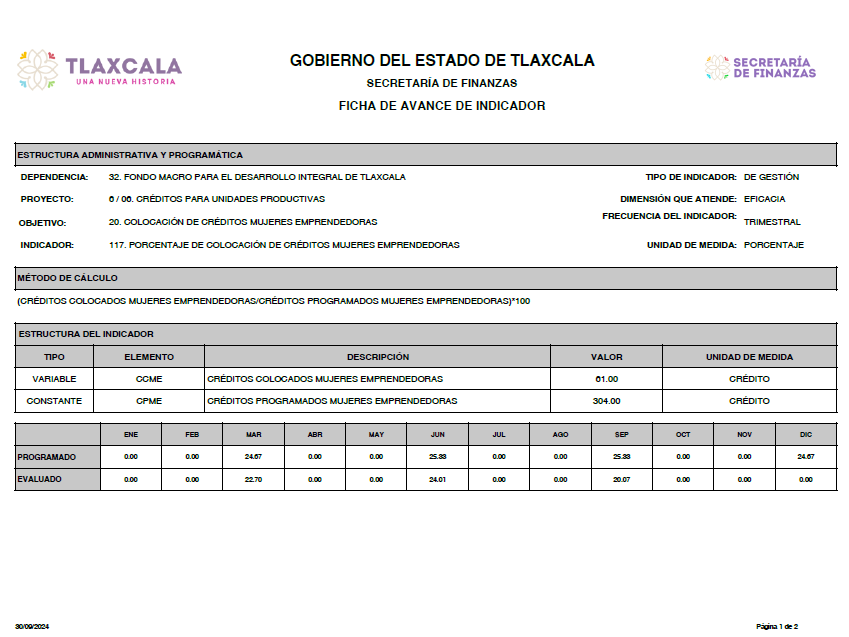 TLAXCALA
UNA NUEVA HISTORIA
GOBIERNO DEL ESTADO DE TLAXCALA
SECRETARÍA DE FINANZAS
FICHA DE AVANCE DE INDICADOR
SECRETARÍA
DE FINANZAS
ESTRUCTURA ADMINISTRATIVA Y PROGRAMÁTICA
DEPENDENCIA: 32. FONDO MACRO PARA EL DESARROLLO INTEGRAL DE TLAXCALA TIPO DE INDICADOR: DE GESTIÓN
PROYECTO: 6 / 06. CRÉDITOS PARA UNIDADES PRODUCTIVAS DIMENSIÓN QUE ATIENDE: EFICACIA
OBJETIVO: 20. COLOCACIÓN DE CRÉDITOS MUJERES EMPRENDEDORAS FRECUENCIA DEL INDICADOR: TRIMESTRAL
INDICADOR: 117. PORCENTAJE DE COLOCACIÓN DE CRÉDITOS MUJERES EMPRENDEDORAS UNIDAD DE MEDIDA: PORCENTAJE
MÉTODO DE CÁLCULO
(CRÉDITOS COLOCADOS MUJERES EMPRENDEDORAS/CRÉDITOS PROGRAMADOS MUJERES EMPRENDEDORAS)*100
ESTRUCTURA DEL INDICADOR
TIPO ELEMENTO DESCRIPCIÓN VALOR UNIDAD DE MEDIDA
VARIABLE CCME CRÉDITOS COLOCADOS MUJERES EMPRENDEDORAS 61.00 CRÉDITO
CONSTANTE CPME CRÉDITOS PROGRAMADOS MUJERES EMPRENDEDORAS 304.00 CRÉDITO
ENE FEB MAR ABR MAY JUN JUL AGO SEP OCT NOV DIC
PROGRAMADO 0.00 0.00 24.67 0.00 0.00 25.33 0.00 0.00 25.33 0.00 0.00 24.67
EVALUADO 0.00 0.00 22.70 0.00 0.00 24.01 0.00 0.00 20.07 0.00 0.00 0.00
30/09/2024 Página 1 de 2